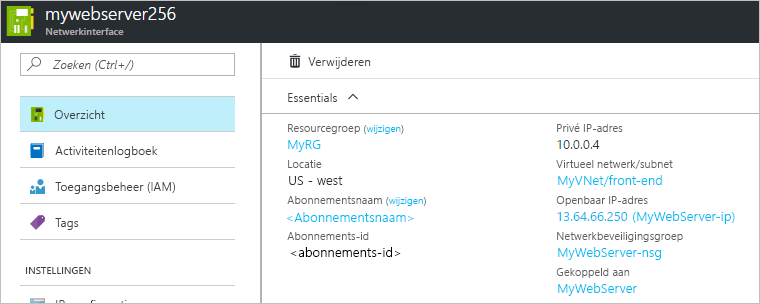 mywebserver256
Netwerkinterface
Zoeken (Ctrl+/)
Overzicht
Activiteitenlogboek
Toegangsbeheer (IAM)
Tags
INSTELLINGEN
Verwijderen
Essentials
Resourcegroep (wijzigen)
MyRG
Locatie
US - west
Abonnementsnaam (wijzigen)
<Abonnementsnaam>
Abonnements-id
<abonnements-id>
Privé IP-adres
10.0.0.4
Virtueel netwerk/subnet
MyVNet/front-end
Openbaar IP-adres
13.64.66.250 (MyWebServer-ip)
Netwerkbeveiligingsgroep
MyWebServer-nsg
Gekoppeld aan
MyWebServer